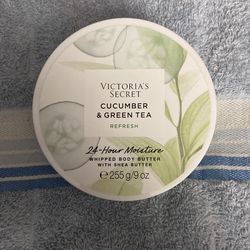 VICTORIA'S
SECRET
CUCUMBER
& GREEN TEA
REFRESH
24-Hour Moisture
WHIPPED BODY BUTTER
WITH SHEA BUTTER
℮ 255 g/9 oz